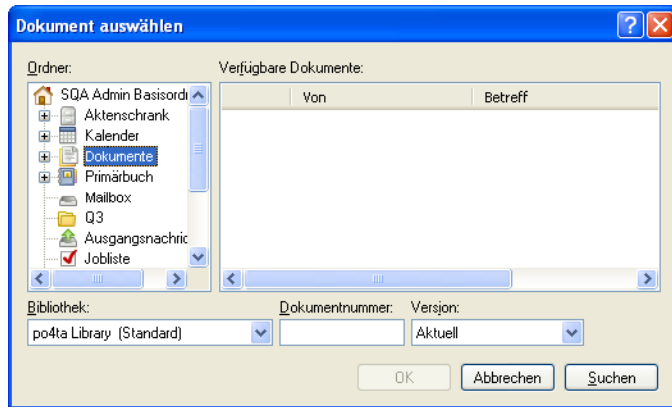 Dokument auswählen
Ordner:
Verfügbare Dokumente:
SQA Admin Basisordı
Von
Betreff
Aktenschrank
Kalender
Dokumente
Primärbuch
Mailbox
Q3
Ausgangsnachric
Jobliste
Bibliothek:
Dokumentnummer:
Version:
po4ta Library (Standard)
Aktuell
OK
Abbrechen
Suchen